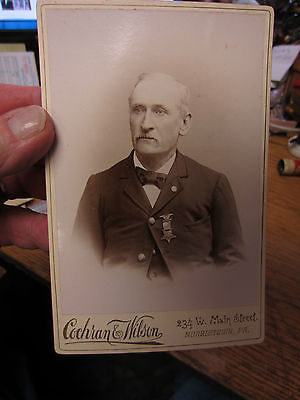 Cochran & Wilson
234 W. Main Street
NORRISTOWN, PA.